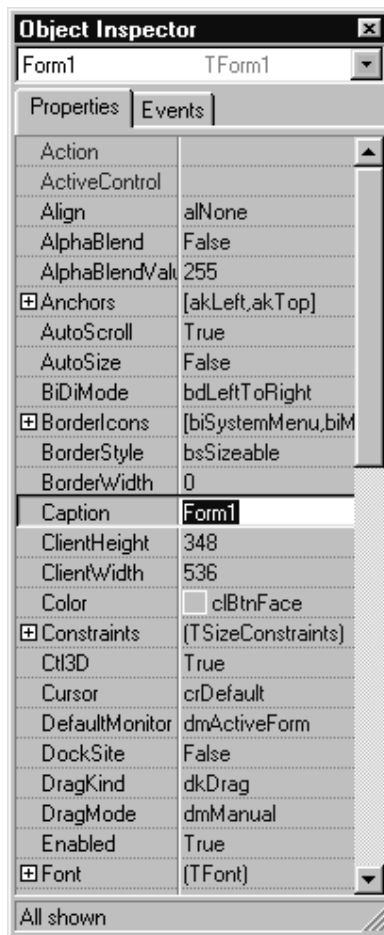 Object Inspector
Form1 TForm1
Properties Events
Action
ActiveControl
Align alNone
AlphaBlend False
AlphaBlendValu 255
Anchors [akLeft,akTop]
AutoScroll True
AutoSize False
BiDiMode bdLeftToRight
BorderIcons [biSystemMenu,biM
BorderStyle bsSizeable
BorderWidth 0
Caption Form1
ClientHeight 348
ClientWidth 536
Color clBtnFace
Constraints (TSizeConstraints)
Ctl3D True
Cursor crDefault
DefaultMonitor dmActiveForm
DockSite False
DragKind dkDrag
DragMode dmManual
Enabled True
Font (TFont)
All shown